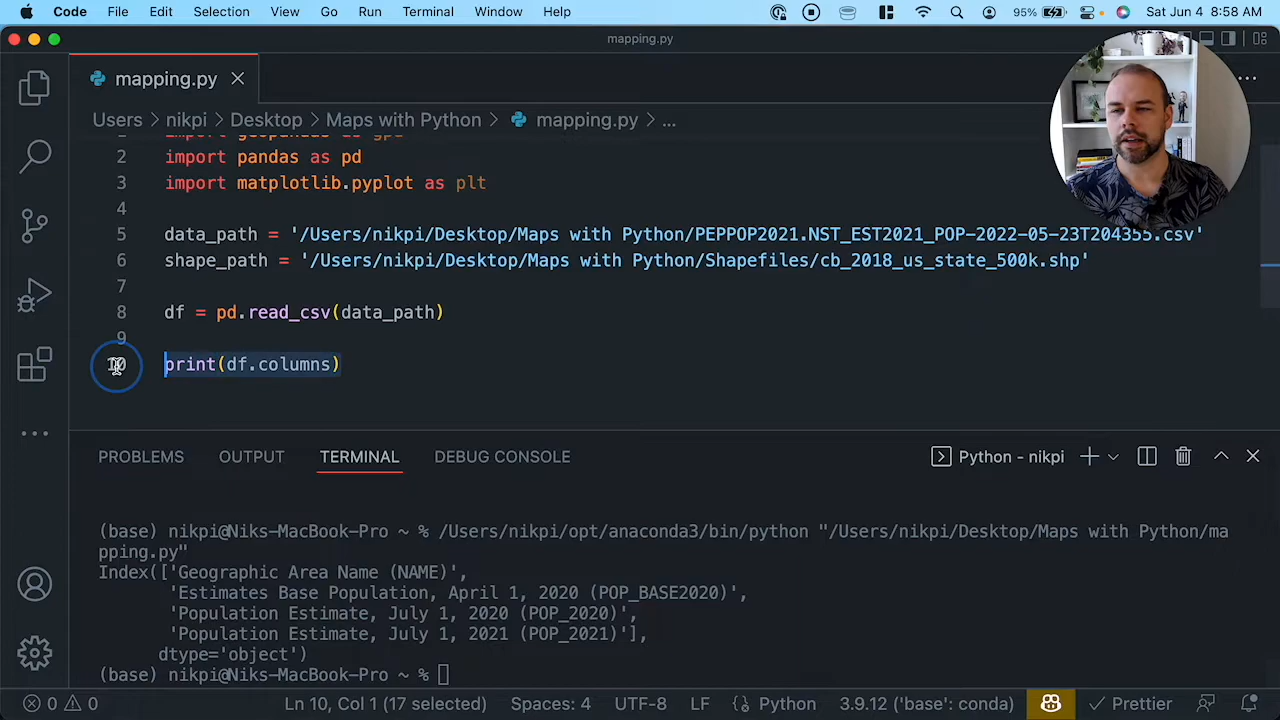 Code File Edit Selection View Go Run Terminal Window Help 95% Sat Jun 4 8:58 AM
mapping.py
mapping.py
Users > nikpi > Desktop > Maps with Python > mapping.py > ...
1 import geopandas as gpd
2 import pandas as pd
3 import matplotlib.pyplot as plt
4
5 data_path = '/Users/nikpi/Desktop/Maps with Python/PEPPOP2021.NST_EST2021_POP-2022-05-23T204355.csv'
6 shape_path = '/Users/nikpi/Desktop/Maps with Python/Shapefiles/cb_2018_us_state_500k.shp'
7
8 df = pd.read_csv(data_path)
9
10 print(df.columns)
PROBLEMS OUTPUT TERMINAL DEBUG CONSOLE Python - nikpi
(base) nikpi@Niks-MacBook-Pro ~ % /Users/nikpi/opt/anaconda3/bin/python "/Users/nikpi/Desktop/Maps with Python/ma
pping.py"
Index(['Geographic Area Name (NAME)',
'Estimates Base Population, April 1, 2020 (POP_BASE2020)',
'Population Estimate, July 1, 2020 (POP_2020)',
'Population Estimate, July 1, 2021 (POP_2021)'],
dtype='object')
(base) nikpi@Niks-MacBook-Pro ~ %
0 0 Ln 10, Col 1 (17 selected) Spaces: 4 UTF-8 LF Python 3.9.12 ('base': conda) Prettier